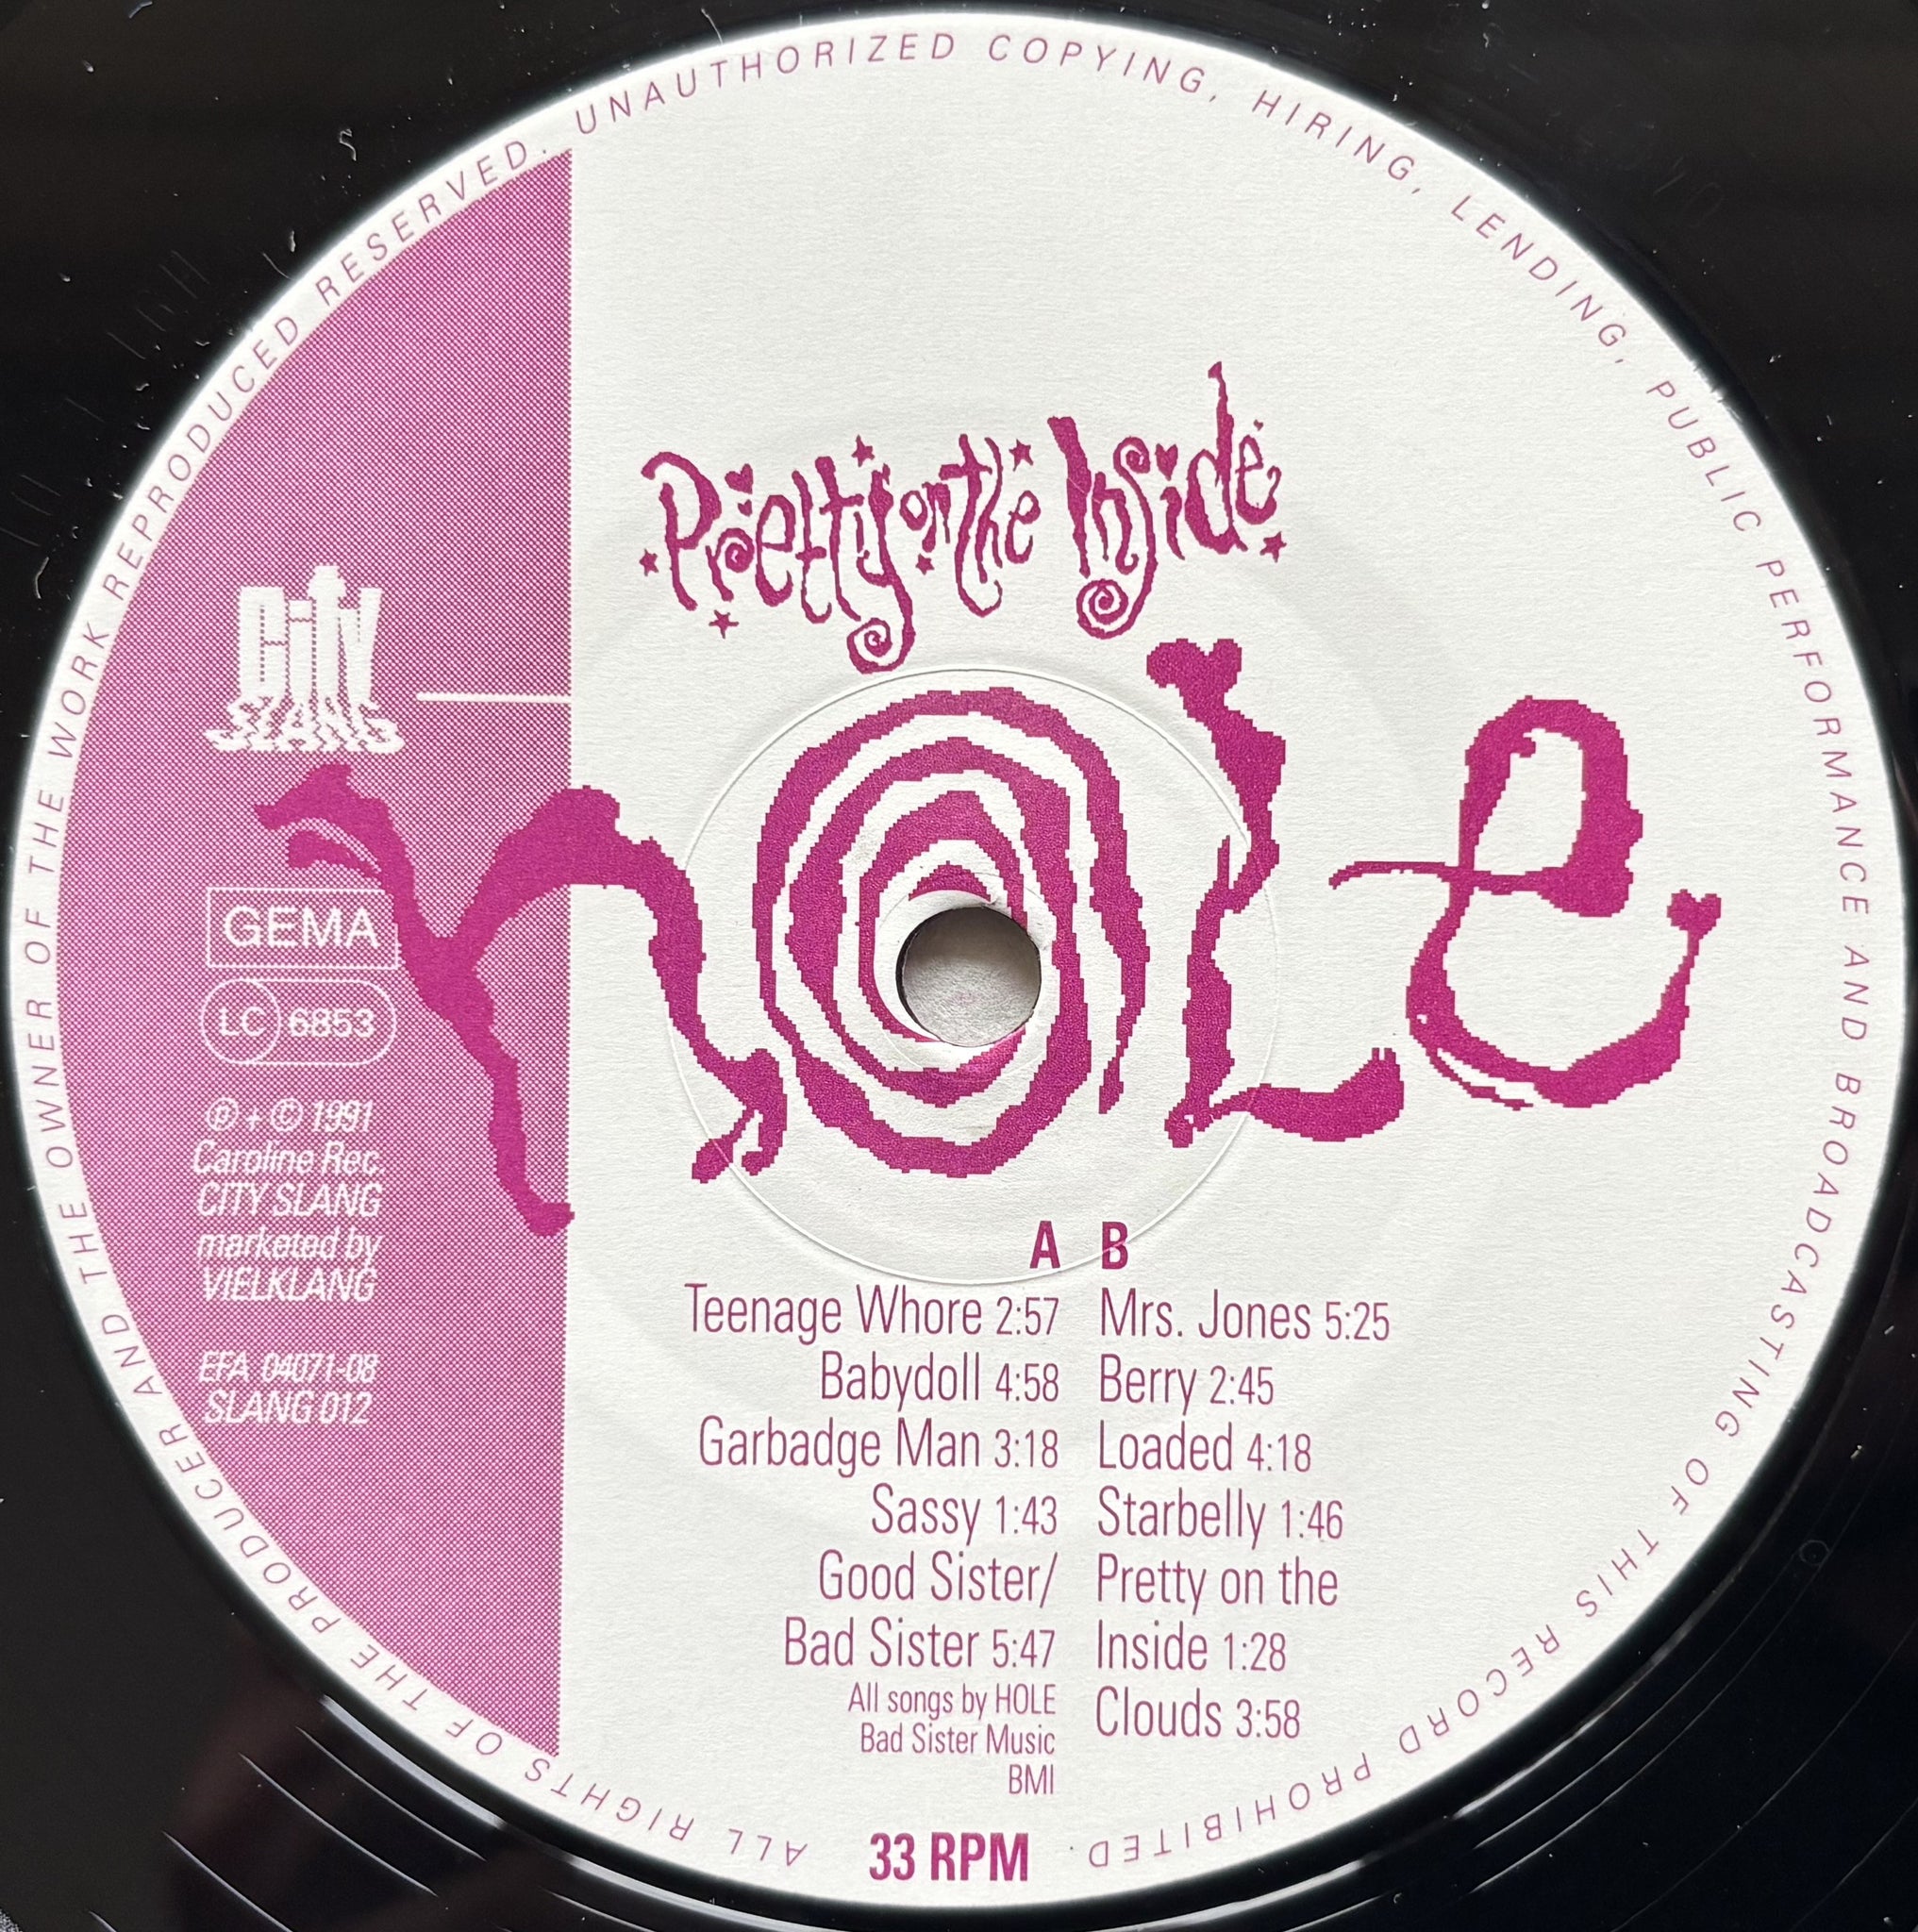 ALL RIGHTS OF THE PRODUCER AND THE OWNER OF THE WORK REPRODUCED RESERVED. UNAUTHORIZED COPYING, HIRING, LENDING, PUBLIC PERFORMANCE AND BROADCASTING OF THIS RECORD PROHIBITED.
Pretty on the Inside
City
SLANG
hole
GEMA
LC 6853
℗ + © 1991
Caroline Rec.
CITY SLANG
marketed by
VIELKLANG
EFA 04071-08
SLANG 012
A
Teenage Whore 2:57
Babydoll 4:58
Garbadge Man 3:18
Sassy 1:43
Good Sister/
Bad Sister 5:47
All songs by HOLE
Bad Sister Music
BMI
B
Mrs. Jones 5:25
Berry 2:45
Loaded 4:18
Starbelly 1:46
Pretty on the
Inside 1:28
Clouds 3:58
33 RPM